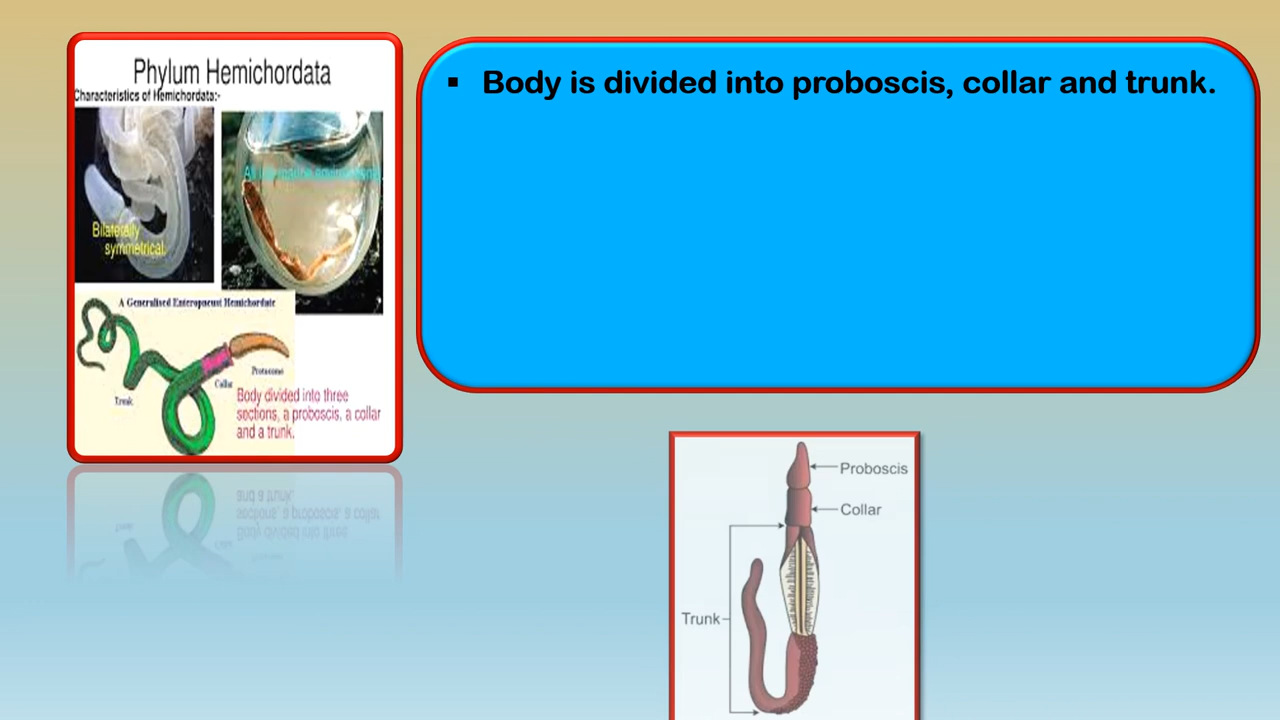 Phylum Hemichordata
Characteristics of Hemichordata:-
Bilaterally
symmetrical.
A Generalised Enteropneust Hemichordate
Protosome
Collar
Trunk
Body divided into three
sections, a proboscis, a collar
and a trunk.
▪ Body is divided into proboscis, collar and trunk.
Proboscis
Collar
Trunk